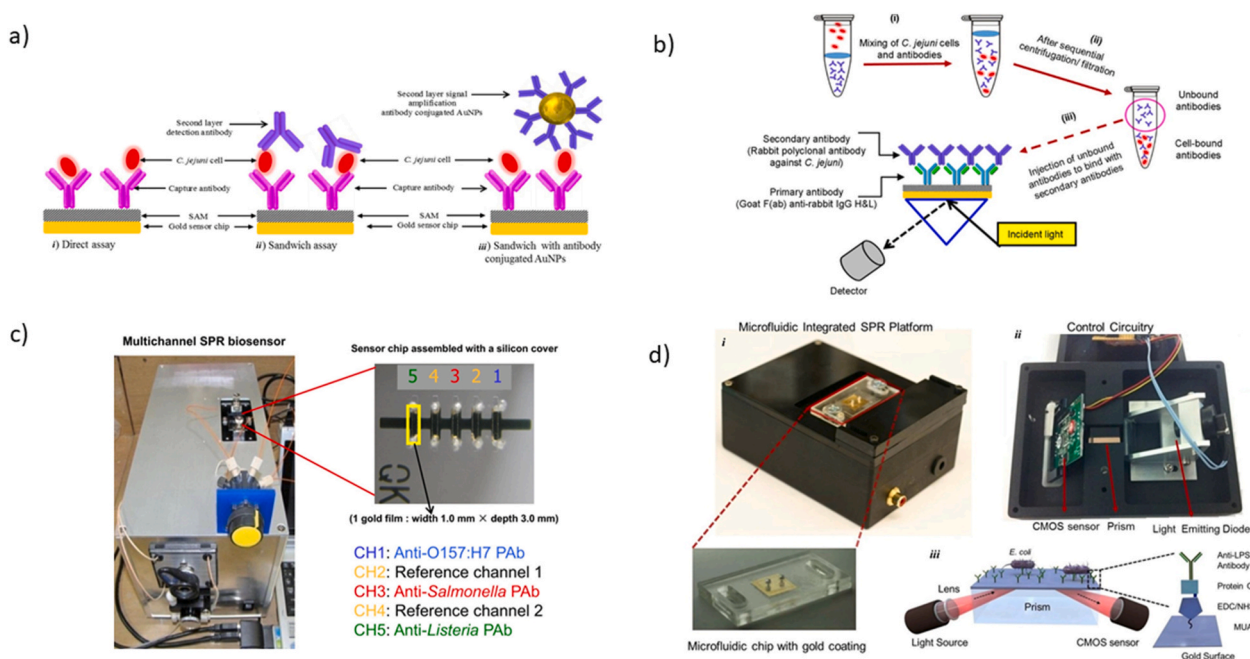 a)
Second layer
detection antibody
C. jejuni cell
Capture antibody
SAM
Gold sensor chip
i) Direct assay
ii) Sandwich assay
Second layer signal
amplification
antibody conjugated AuNPs
C. jejuni cell
Capture antibody
SAM
Gold sensor chip
iii) Sandwich with antibody
conjugated AuNPs
b)
(i)
Mixing of C. jejuni cells
and antibodies
(ii)
After sequential
centrifugation/ filtration
Unbound
antibodies
Cell-bound
antibodies
(iii)
Injection of unbound
antibodies to bind with
secondary antibodies
Secondary antibody
(Rabbit polyclonal antibody
against C. jejuni)
Primary antibody
(Goat F(ab) anti-rabbit IgG H&L)
Incident light
Detector
c)
Multichannel SPR biosensor
Sensor chip assembled with a silicon cover
5 4 3 2 1
GK
(1 gold film : width 1.0 mm × depth 3.0 mm)
CH1: Anti-O157:H7 PAb
CH2: Reference channel 1
CH3: Anti-Salmonella PAb
CH4: Reference channel 2
CH5: Anti-Listeria PAb
d)
Microfluidic Integrated SPR Platform
i
Microfluidic chip with gold coating
Control Circuitry
ii
CMOS sensor
Prism
Light Emitting Diode
iii
E. coli
Lens
Prism
Light Source
CMOS sensor
Anti-LPS
Antibody
Protein G
EDC/NH
MUA
Gold Surface